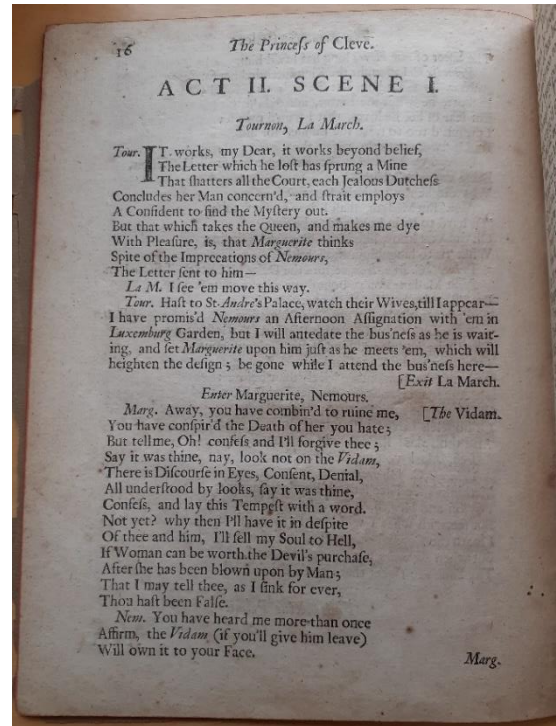 16
The Princeſs of Cleve.
ACT II. SCENE I.
Tournon, La March.
Tour. IT works, my Dear, it works beyond belief,
The Letter which he loſt has ſprung a Mine
That ſhatters all the Court, each Jealous Dutcheſs
Concludes her Man concern'd, and ſtrait employs
A Confident to find the Myſtery out.
But that which takes the Queen, and makes me dye
With Pleaſure, is, that Marguerite thinks
Spite of the Imprecations of Nemours,
The Letter ſent to him—
La M. I ſee 'em move this way.
Tour. Haſt to St. Andre's Palace, watch their Wives, till I appear—
I have promis'd Nemours an Afternoon Aſſignation with 'em in
Luxemburg Garden, but I will antedate the bus'neſs as he is wait-
ing, and ſet Marguerite upon him juſt as he meets 'em, which will
heighten the deſign; be gone while I attend the bus'neſs here—
[Exit La March.
Enter Marguerite, Nemours.
Marg. Away, you have combin'd to ruine me, [The Vidam.
You have conſpir'd the Death of her you hate;
But tell me, Oh! confeſs and I'll forgive thee;
Say it was thine, nay, look not on the Vidam,
There is Diſcourſe in Eyes, Conſent, Denial,
All underſtood by looks, ſay it was thine,
Confeſs, and lay this Tempeſt with a word.
Not yet? why then I'll have it in deſpite
Of thee and him, I'll ſell my Soul to Hell,
If Woman can be worth the Devil's purchaſe,
After ſhe has been blown upon by Man;
That I may tell thee, as I ſink for ever,
Thou haſt been Falſe.
Nem. You have heard me more than once
Affirm, the Vidam (if you'll give him leave)
Will own it to your Face.
Marg.